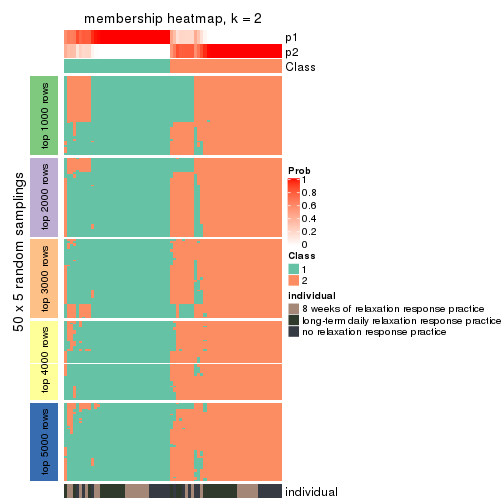 membership heatmap, k = 2
p1
p2
Class
50 x 5 random samplings
top 1000 rows
top 2000 rows
top 3000 rows
top 4000 rows
top 5000 rows
Prob
1
0.8
0.6
0.4
0.2
0
Class
1
2
individual
8 weeks of relaxation response practice
long-term daily relaxation response practice
no relaxation response practice
individual